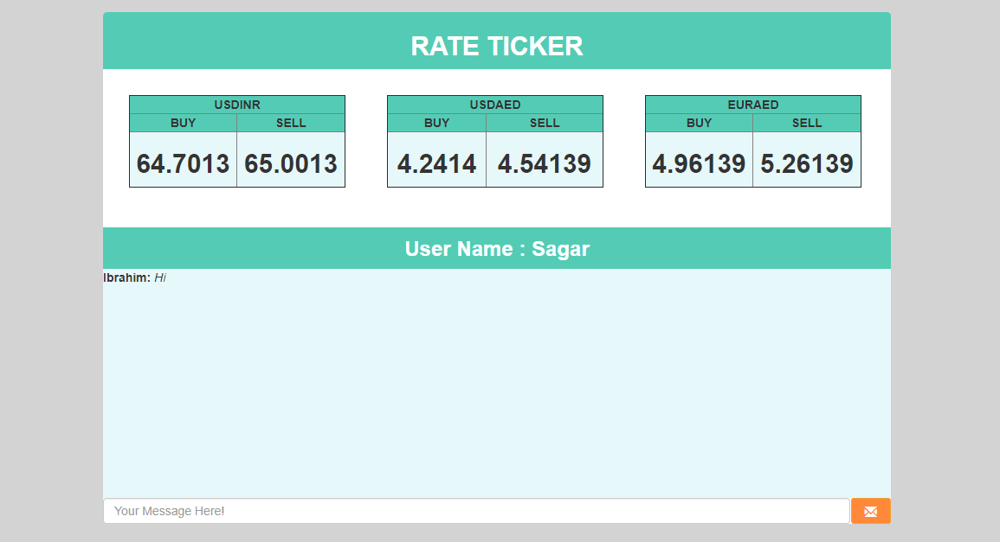 RATE TICKER
USDINR
BUY SELL
64.7013 65.0013
USDAED
BUY SELL
4.2414 4.54139
EURAED
BUY SELL
4.96139 5.26139
User Name : Sagar
Ibrahim: Hi
Your Message Here!